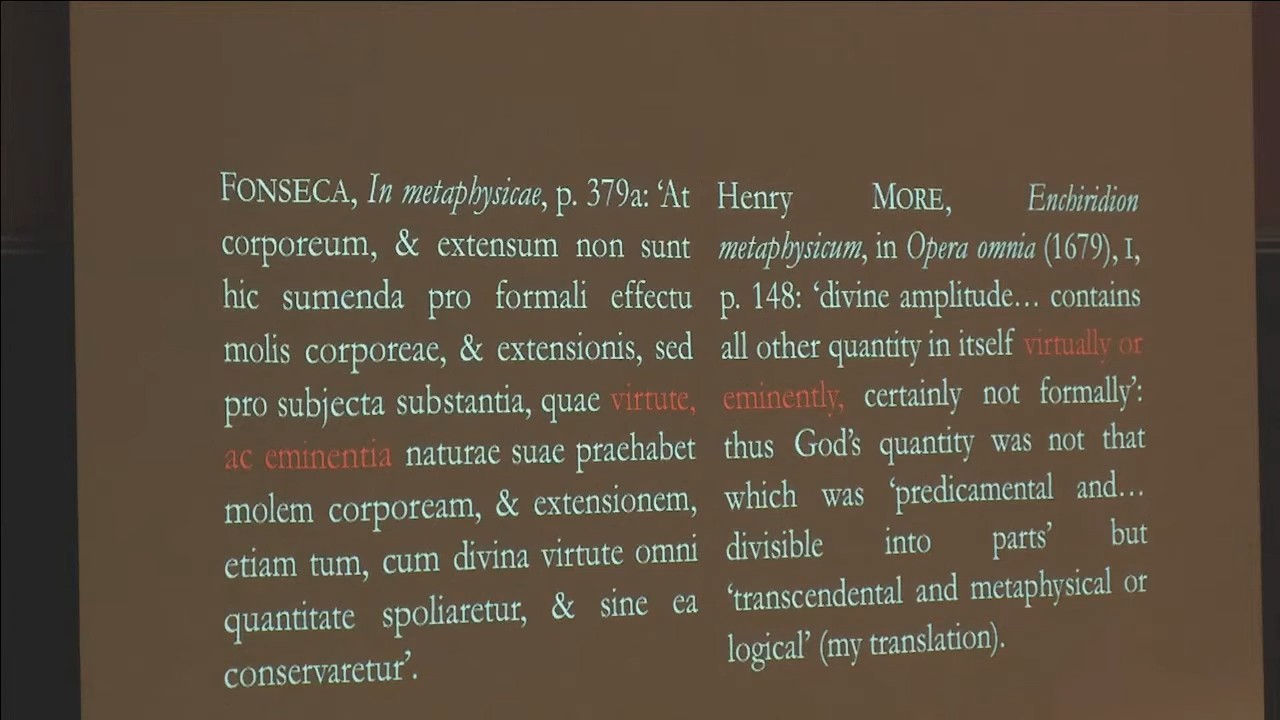 FONSECA, In metaphysicae, p. 379a: ‘At
corporeum, & extensum non sunt
hic sumenda pro formali effectu
molis corporeae, & extensionis, sed
pro subjecta substantia, quae virtute,
ac eminentia naturae suae praehabet
molem corpoream, & extensionem,
etiam tum, cum divina virtute omni
quantitate spoliaretur, & sine ea
conservaretur’.
Henry MORE, Enchiridion
metaphysicum, in Opera omnia (1679), I,
p. 148: ‘divine amplitude… contains
all other quantity in itself virtually or
eminently, certainly not formally’:
thus God’s quantity was not that
which was ‘predicamental and…
divisible into parts’ but
‘transcendental and metaphysical or
logical’ (my translation).